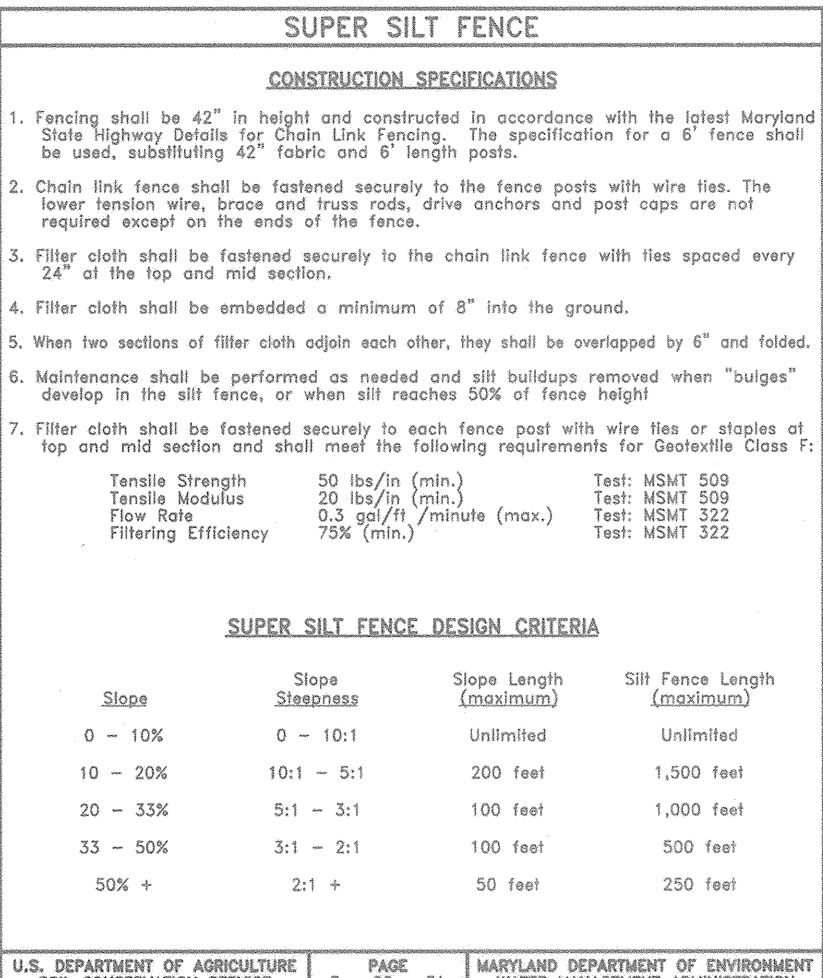 SUPER SILT FENCE
CONSTRUCTION SPECIFICATIONS
1. Fencing shall be 42" in height and constructed in accordance with the latest Maryland
State Highway Details for Chain Link Fencing. The specification for a 6' fence shall
be used, substituting 42" fabric and 6' length posts.
2. Chain link fence shall be fastened securely to the fence posts with wire ties. The
lower tension wire, brace and truss rods, drive anchors and post caps are not
required except on the ends of the fence.
3. Filter cloth shall be fastened securely to the chain link fence with ties spaced every
24" at the top and mid section.
4. Filter cloth shall be embedded a minimum of 8" into the ground.
5. When two sections of filter cloth adjoin each other, they shall be overlapped by 6" and folded.
6. Maintenance shall be performed as needed and silt buildups removed when "bulges"
develop in the silt fence, or when silt reaches 50% of fence height
7. Filter cloth shall be fastened securely to each fence post with wire ties or staples at
top and mid section and shall meet the following requirements for Geotextile Class F:
Tensile Strength 50 lbs/in (min.) Test: MSMT 509
Tensile Modulus 20 lbs/in (min.) Test: MSMT 509
Flow Rate 0.3 gal/ft /minute (max.) Test: MSMT 322
Filtering Efficiency 75% (min.) Test: MSMT 322
SUPER SILT FENCE DESIGN CRITERIA
Slope Slope Steepness Slope Length (maximum) Silt Fence Length (maximum)
0 - 10% 0 - 10:1 Unlimited Unlimited
10 - 20% 10:1 - 5:1 200 feet 1,500 feet
20 - 33% 5:1 - 3:1 100 feet 1,000 feet
33 - 50% 3:1 - 2:1 100 feet 500 feet
50% + 2:1 + 50 feet 250 feet
U.S. DEPARTMENT OF AGRICULTURE PAGE MARYLAND DEPARTMENT OF ENVIRONMENT